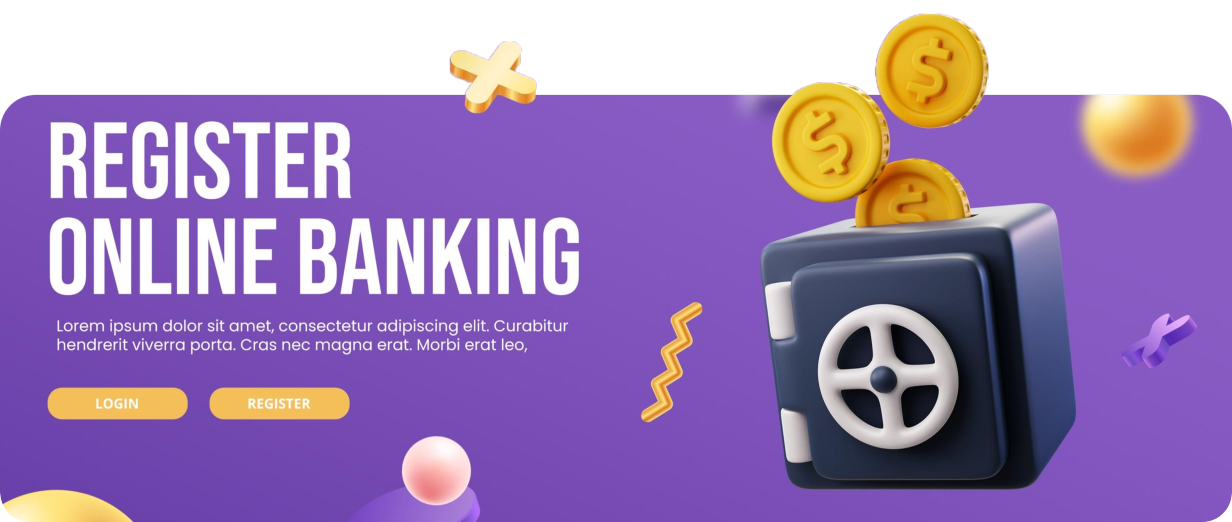 REGISTER
ONLINE BANKING
Lorem ipsum dolor sit amet, consectetur adipiscing elit. Curabitur
hendrerit viverra porta. Cras nec magna erat. Morbi erat leo,
LOGIN
REGISTER
$
$
$